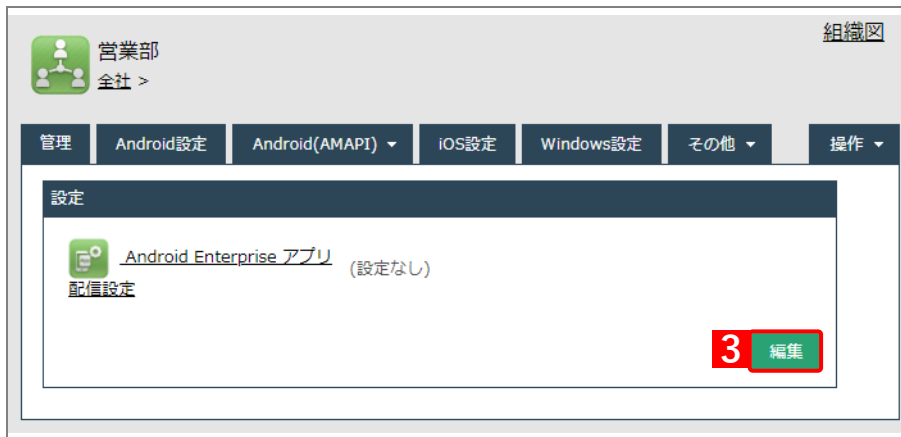 組織図
営業部
全社 >
管理 Android設定 Android(AMAPI) ▼ iOS設定 Windows設定 その他 ▼ 操作 ▼
設定
Android Enterprise アプリ (設定なし)
配信設定
3 編集